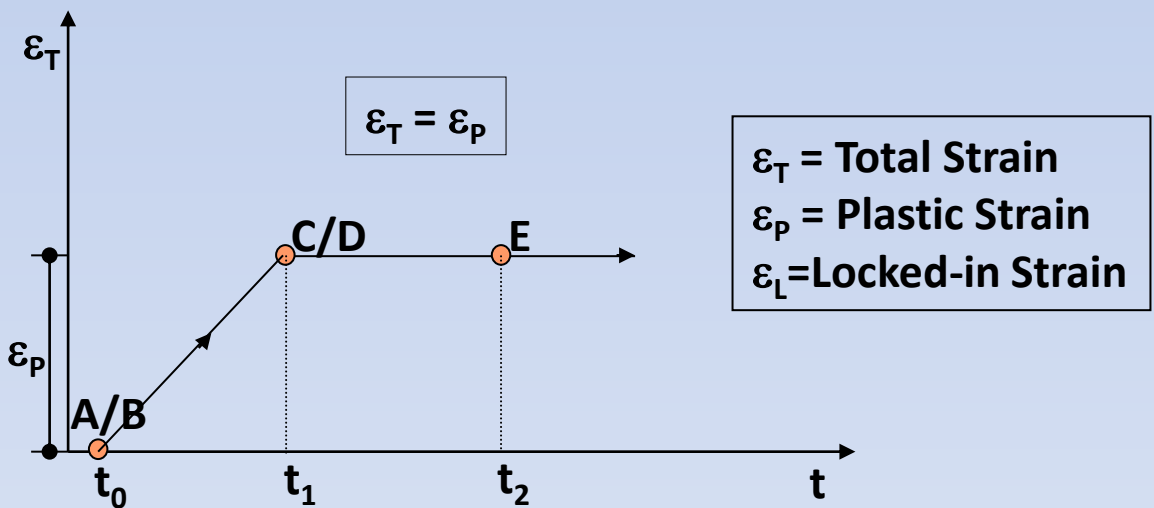 εT
εT = εP
εT = Total Strain
εP = Plastic Strain
εL=Locked-in Strain
C/D
E
εP
A/B
t0
t1
t2
t